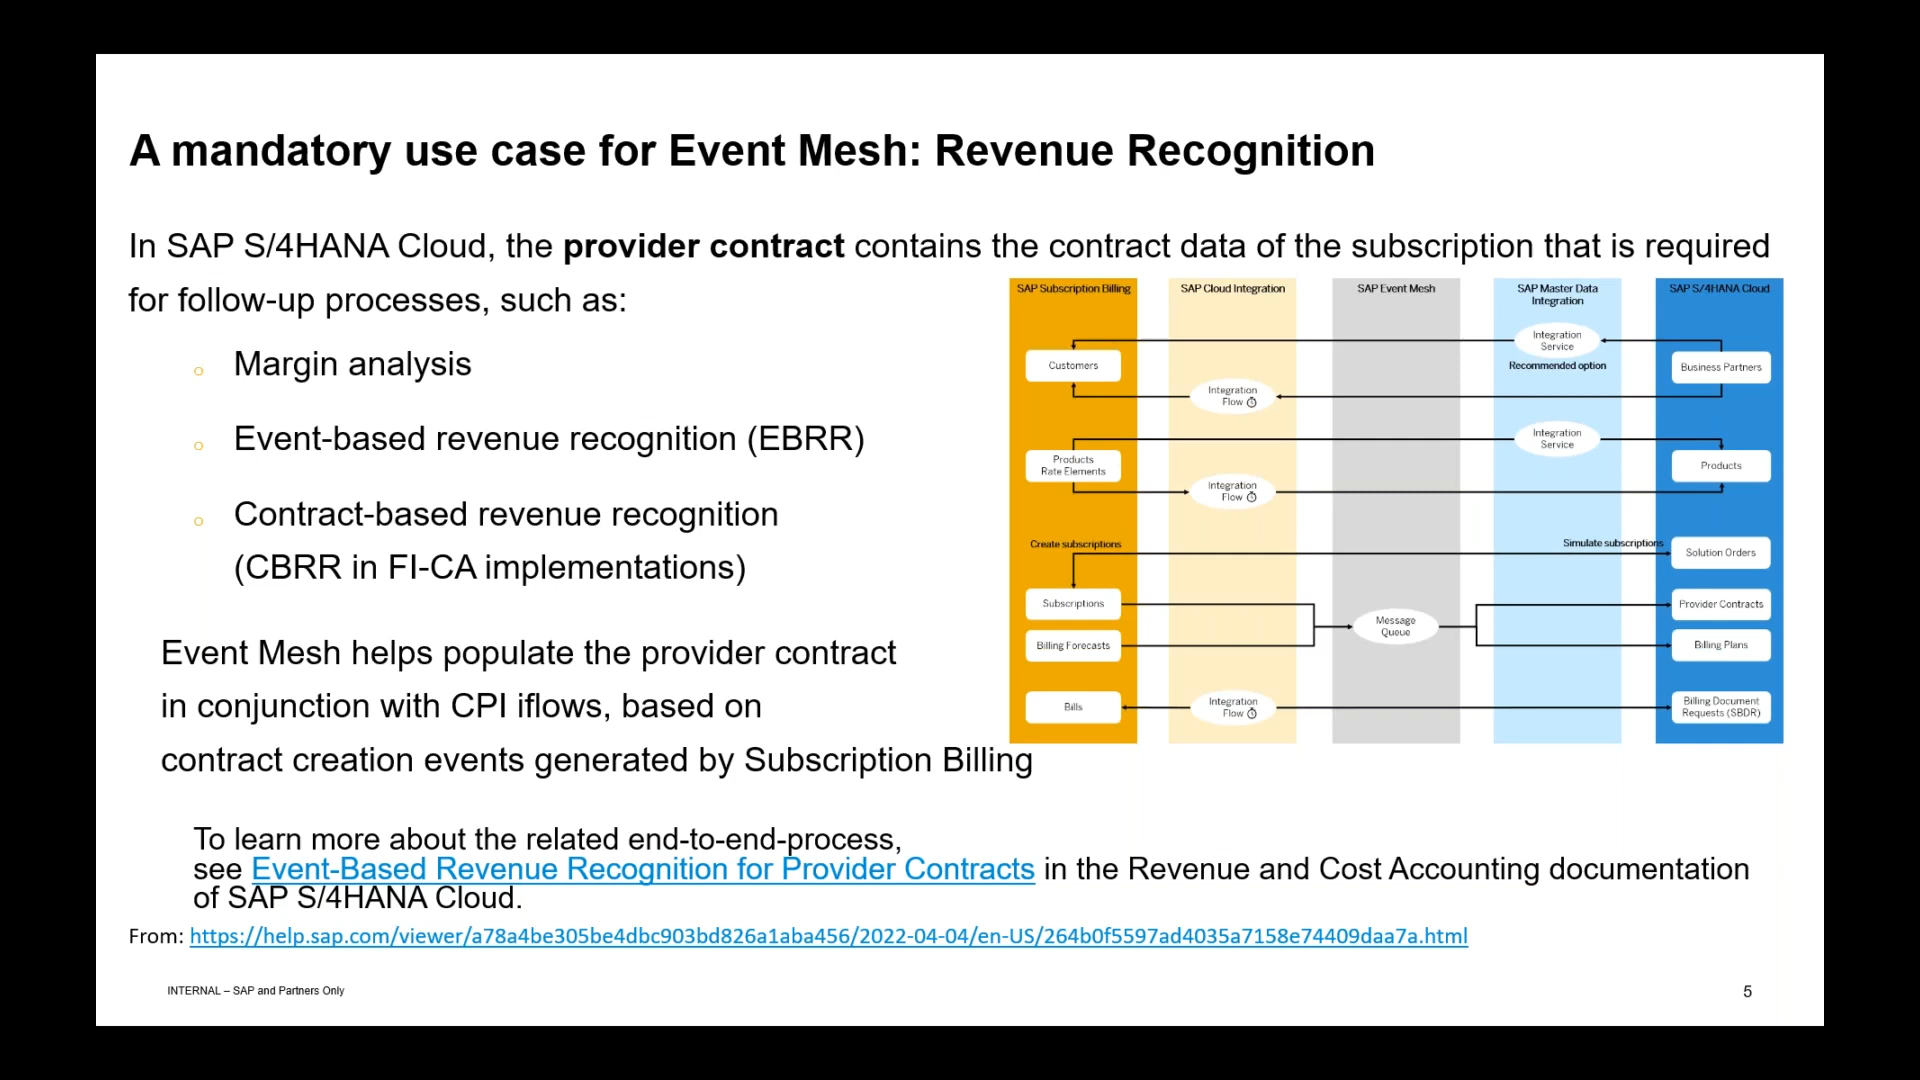 A mandatory use case for Event Mesh: Revenue Recognition
In SAP S/4HANA Cloud, the provider contract contains the contract data of the subscription that is required
for follow-up processes, such as:
Margin analysis
Event-based revenue recognition (EBRR)
Contract-based revenue recognition
(CBRR in FI-CA implementations)
Event Mesh helps populate the provider contract
in conjunction with CPI iflows, based on
contract creation events generated by Subscription Billing
SAP Subscription Billing
SAP Cloud Integration
SAP Event Mesh
SAP Master Data
Integration
SAP S/4HANA Cloud
Integration
Service
Customers
Recommended option
Business Partners
Integration
Flow
Integration
Service
Products
Rate Elements
Products
Integration
Flow
Create subscriptions
Simulate subscriptions
Solution Orders
Subscriptions
Provider Contracts
Message
Queue
Billing Forecasts
Billing Plans
Bills
Integration
Flow
Billing Document
Requests (SBDR)
To learn more about the related end-to-end-process,
see Event-Based Revenue Recognition for Provider Contracts in the Revenue and Cost Accounting documentation
of SAP S/4HANA Cloud.
From: https://help.sap.com/viewer/a78a4be305be4dbc903bd826a1aba456/2022-04-04/en-US/264b0f5597ad4035a7158e74409daa7a.html
INTERNAL – SAP and Partners Only
5